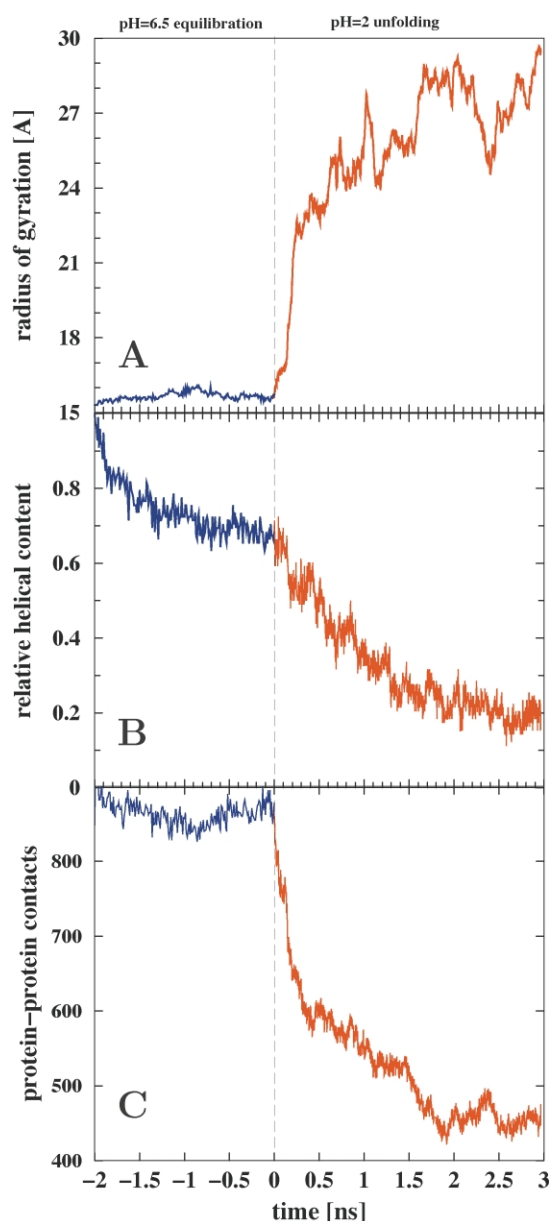 pH=6.5 equilibration pH=2 unfolding
30
27
24
21
18
15
radius of gyration [A]
A
0.8
0.6
0.4
0.2
0
relative helical content
B
800
700
600
500
400
protein−protein contacts
C
−2 −1.5 −1 −0.5 0 0.5 1 1.5 2 2.5 3
time [ns]